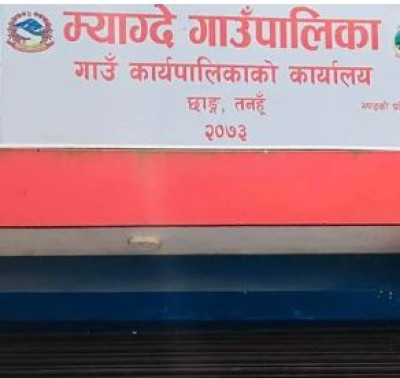 म्याग्दे गाउँपालिका
गाउँ कार्यपालिकाको कार्यालय
छाङ्ग, तनहूँ
२०७३